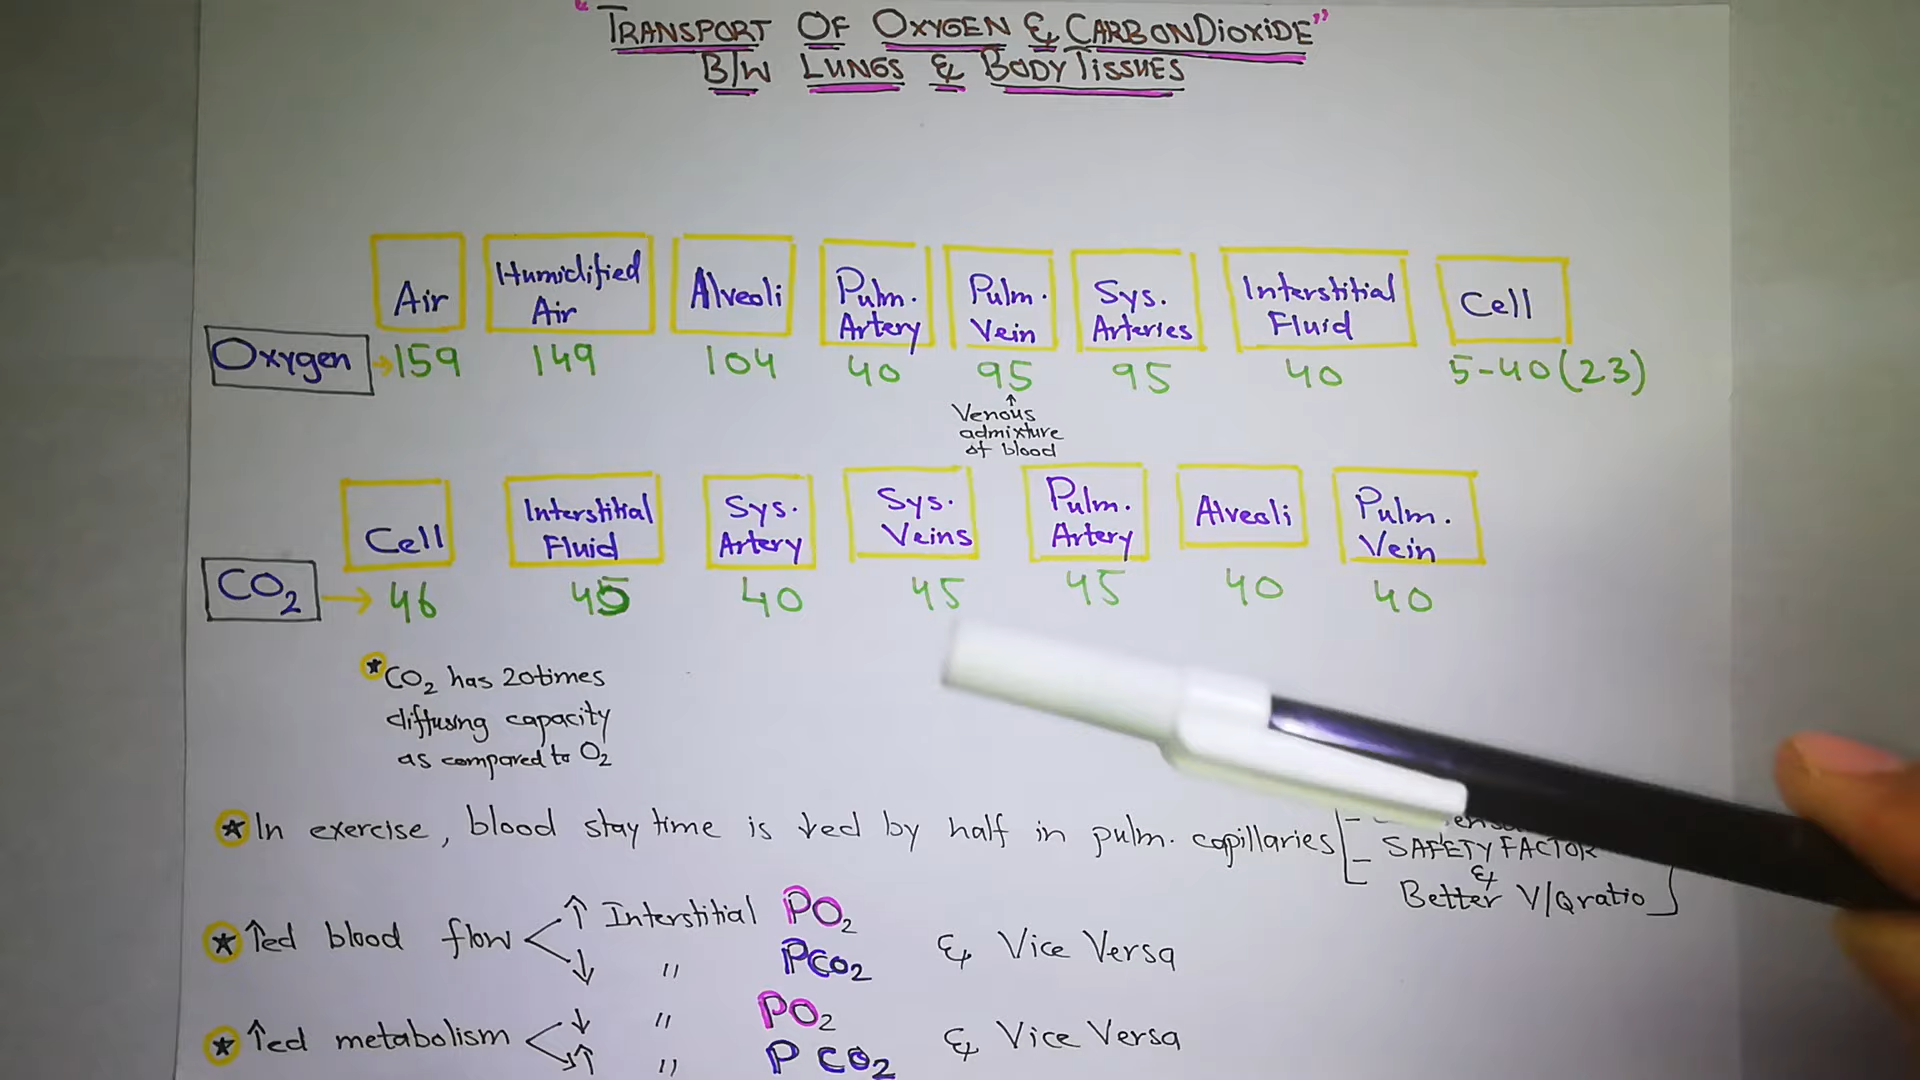 "TRANSPORT OF OXYGEN & CARBONDIOXIDE"
B/W LUNGS & BODY TISSUES
Air
Humidified
Air
Alveoli
Pulm.
Artery
Pulm.
Vein
Sys.
Arteries
Interstitial
Fluid
Cell
Oxygen → 159 149 104 40 95 95 40 5-40 (23)
↑
Venous
admixture
of blood
Cell
Interstitial
Fluid
Sys.
Artery
Sys.
Veins
Pulm.
Artery
Alveoli
Pulm.
Vein
CO2 → 46 45 40 45 45 40 40
*CO2 has 20times
diffusing capacity
as compared to O2
*In exercise, blood stay time is ↓ed by half in pulm. capillaries
SAFETY FACTOR
&
Better V/Q ratio
*↑ed blood flow
↑ Interstitial PO2
↓ " PCO2
& Vice Versa
*↑ed metabolism
↓ " PO2
↑ " PCO2
& Vice Versa